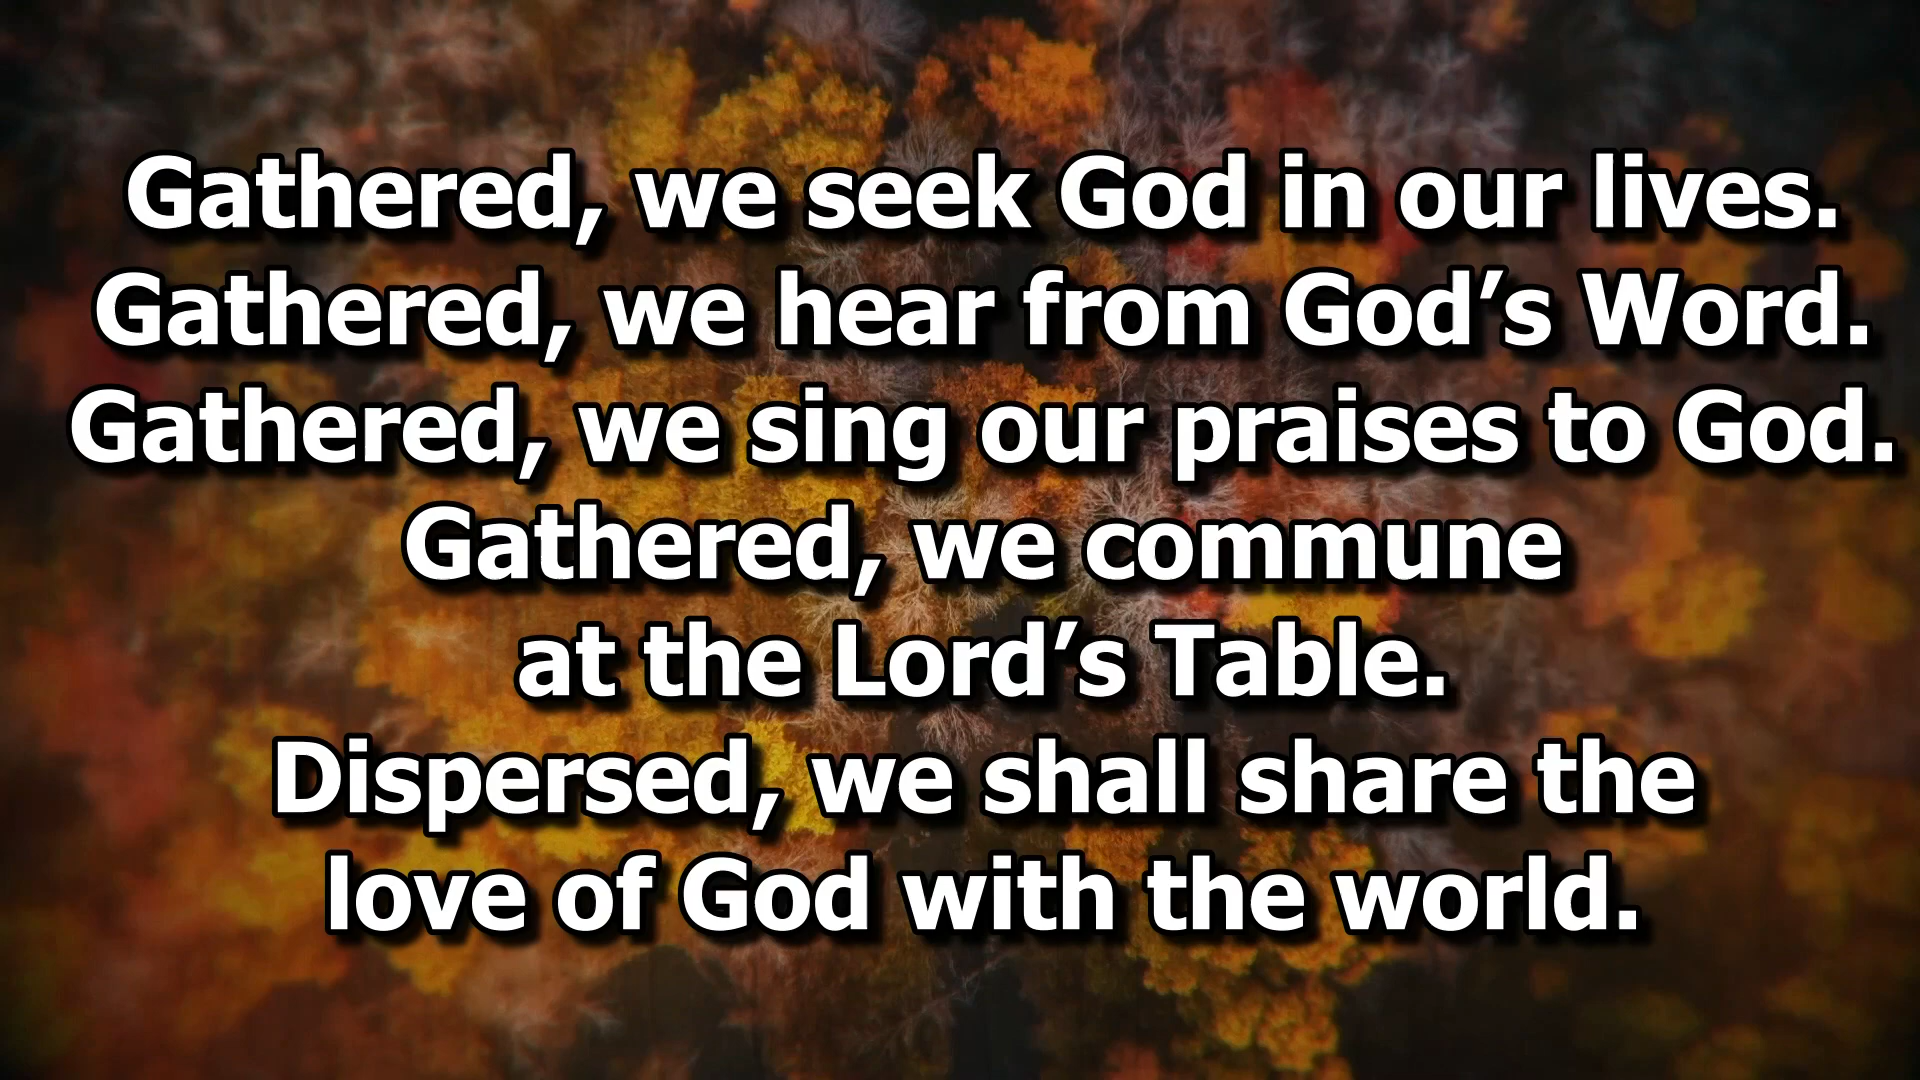 Gathered, we seek God in our lives.
Gathered, we hear from God’s Word.
Gathered, we sing our praises to God.
Gathered, we commune
at the Lord’s Table.
Dispersed, we shall share the
love of God with the world.